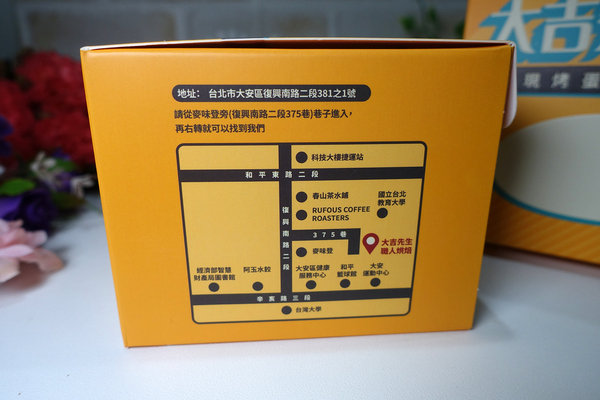 大吉
現烤蛋
地址： 台北市大安區復興南路二段381之1號
請從麥味登旁(復興南路二段375巷)巷子進入，
再右轉就可以找到我們
科技大樓捷運站
和平東路二段
春山茶水舖
國立台北
教育大學
RUFOUS COFFEE
ROASTERS
復興南路二段
375巷
大吉先生
職人烘焙
麥味登
經濟部智慧
財產局圖書館
阿玉水餃
大安區健康
服務中心
和平
籃球館
大安
運動中心
辛亥路三段
台灣大學